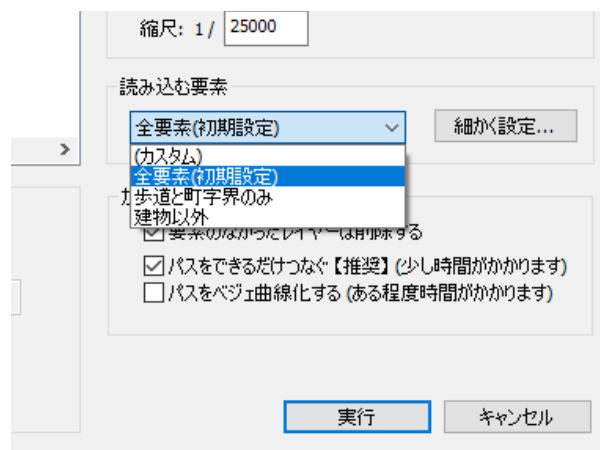 縮尺: 1/ 25000
読み込む要素
全要素(初期設定)
細かく設定...
(カスタム)
全要素(初期設定)
歩道と町字界のみ
建物以外
要素のなかったレイヤーは削除する
パスをできるだけつなぐ【推奨】(少し時間がかかります)
パスをベジェ曲線化する (ある程度時間がかかります)
実行
キャンセル